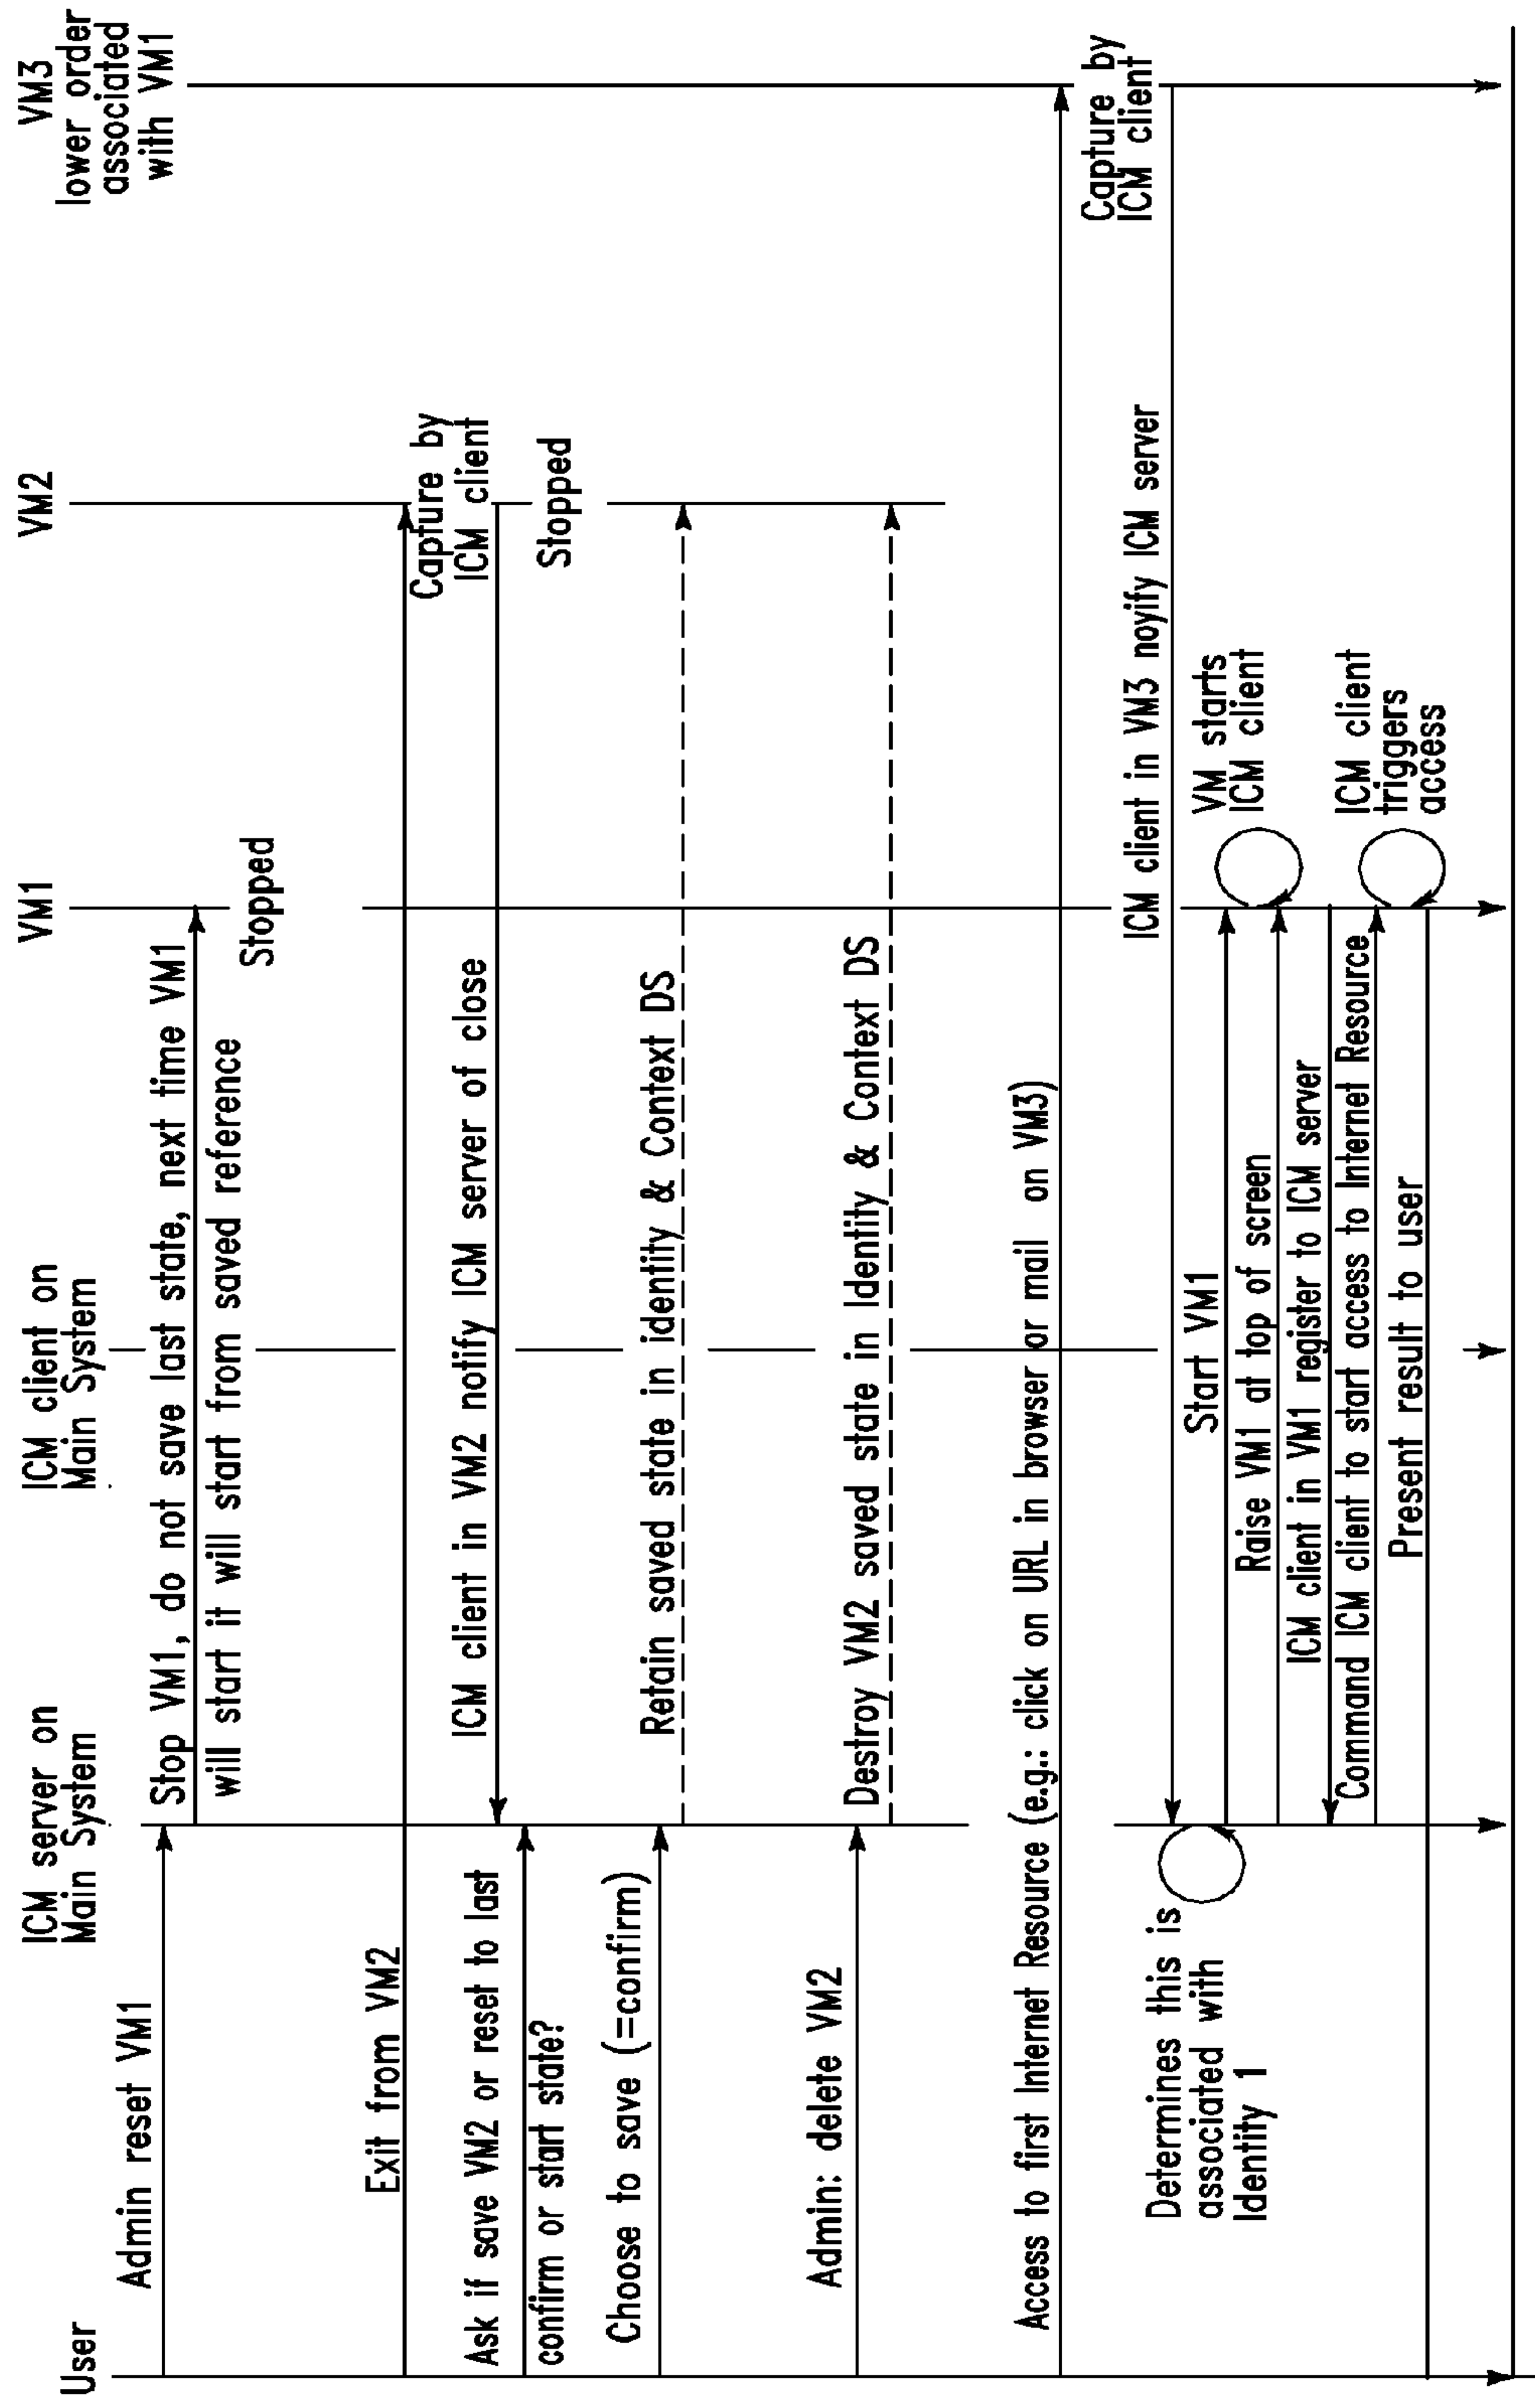 User
ICM server on
Main System
ICM client on
Main System
VM1
VM2
VM3
lower order
associated
with VM1
Admin reset VM1
Stop VM1, do not save last state, next time VM1
will start it will start from saved reference
Stopped
Exit from VM2
Capture by
ICM client
ICM client in VM2 notify ICM server of close
Stopped
Ask if save VM2 or reset to last
confirm or start state?
Choose to save (=confirm)
Retain saved state in identity & Context DS
Admin: delete VM2
Destroy VM2 saved state in Identity & Context DS
Access to first Internet Resource (e.g.: click on URL in browser or mail on VM3)
Capture by
ICM client
ICM client in VM3 noyify ICM server
Determines this is
associated with
Identity 1
Start VM1
VM starts
ICM client
Raise VM1 at top of screen
ICM client in VM1 register to ICM server
Command ICM client to start access to Internet Resource
ICM client
triggers
access
Present result to user